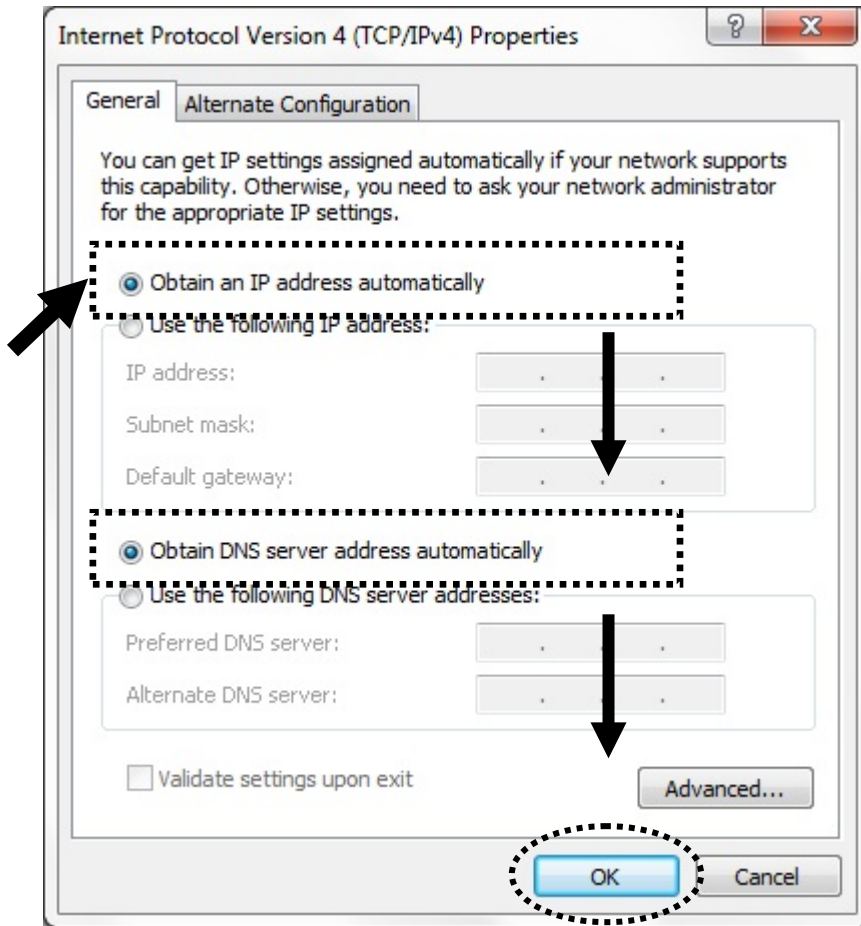 Internet Protocol Version 4 (TCP/IPv4) Properties
General
Alternate Configuration
You can get IP settings assigned automatically if your network supports
this capability. Otherwise, you need to ask your network administrator
for the appropriate IP settings.
Obtain an IP address automatically
Use the following IP address:
IP address:
Subnet mask:
Default gateway:
Obtain DNS server address automatically
Use the following DNS server addresses:
Preferred DNS server:
Alternate DNS server:
Validate settings upon exit
Advanced...
OK
Cancel